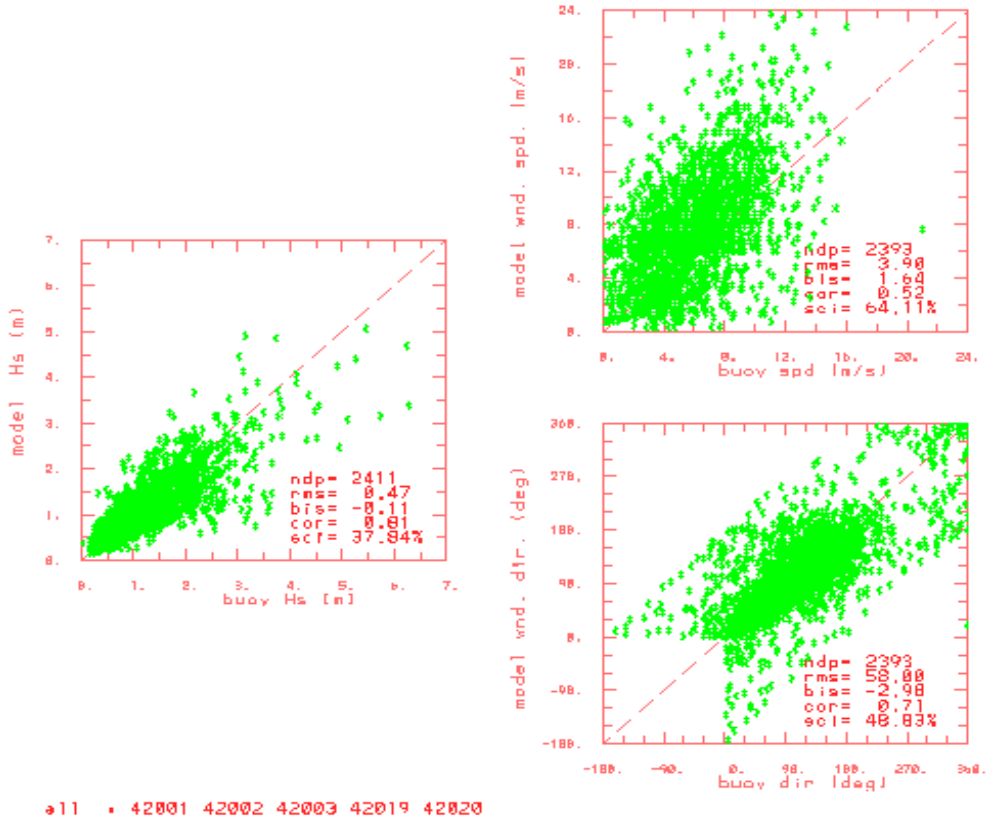 24.
20.
16.
12.
8.
4.
0.
model wnd. spd. (m/s)
ndp= 2393
rms= 3.90
bis= 1.64
cor= 0.52
sci= 64.11%
0. 4. 8. 12. 16. 20. 24.
buoy spd (m/s)
7.
6.
5.
4.
3.
2.
1.
0.
model Hs (m)
ndp= 2411
rms= 0.47
bis= -0.11
cor= 0.81
sci= 37.84%
0. 1. 2. 3. 4. 5. 6. 7.
buoy Hs (m)
360.
270.
180.
90.
0.
-90.
-180.
model wnd. dir. (deg)
ndp= 2393
rms= 58.00
bis= -2.98
cor= 0.71
sci= 48.83%
-180. -90. 0. 90. 180. 270. 360.
buoy dir (deg)
all : 42001 42002 42003 42019 42020